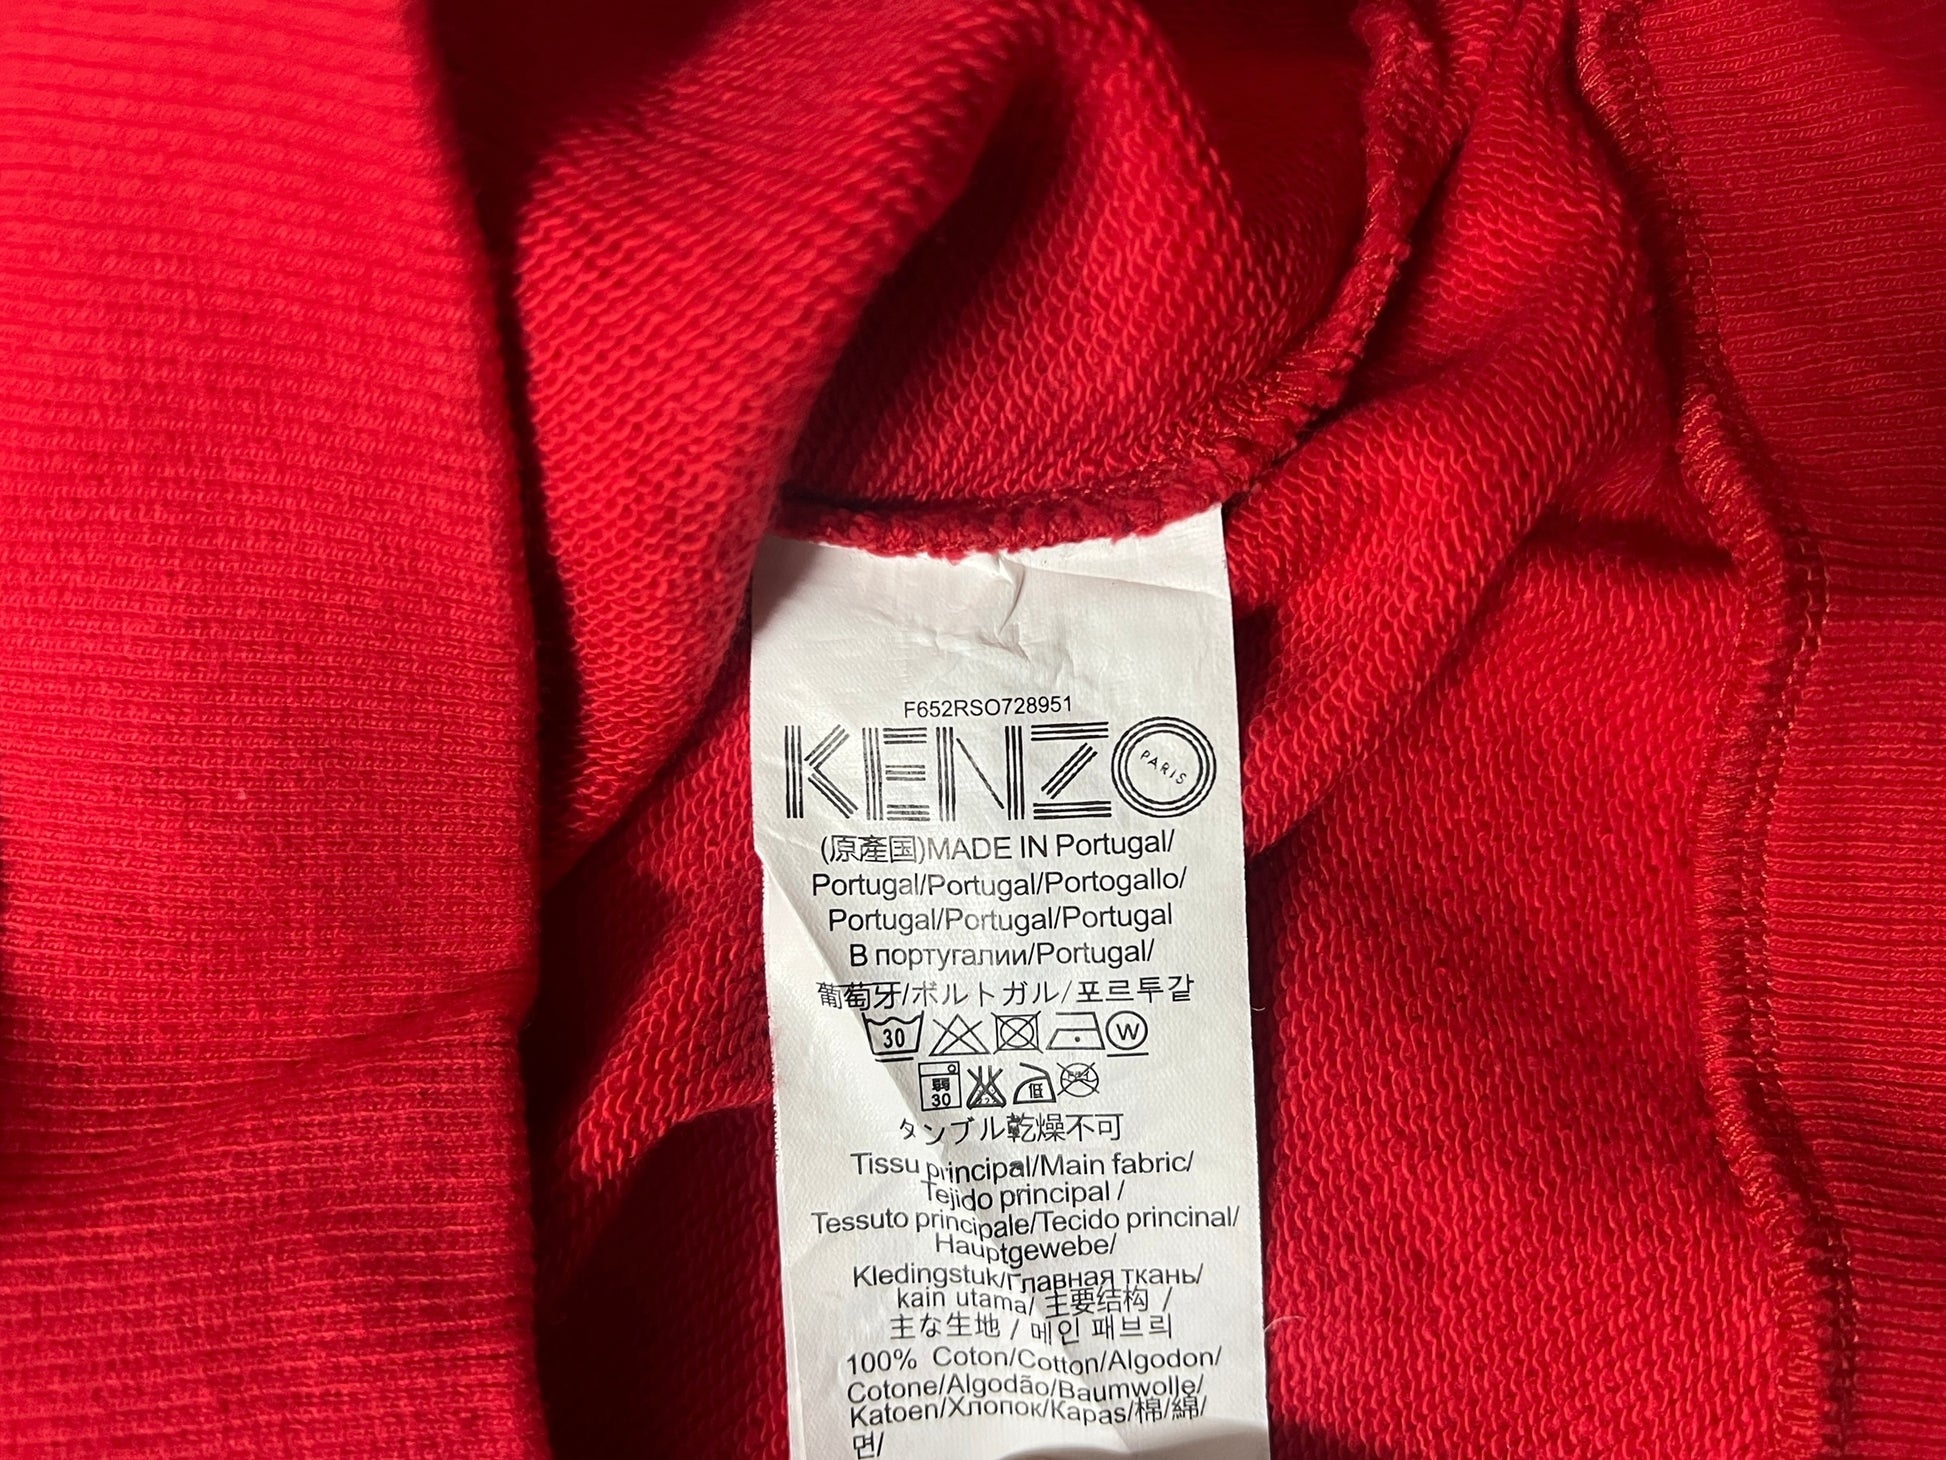 F652RSO728951
KENZO PARIS
(原產国)MADE IN Portugal/
Portugal/Portugal/Portogallo/
Portugal/Portugal/Portugal
В португалии/Portugal/
葡萄牙/ポルトガル/포르투갈
30 W
弱 30 低
タンブル乾燥不可
Tissu principal/Main fabric/
Tejido principal /
Tessuto principale/Tecido princinal/
Hauptgewebe/
Kledingstuk/Главная ткань/
kain utama/ 主要结构 /
主な生地 / 메인 패브리
100% Coton/Cotton/Algodon/
Cotone/Algodão/Baumwolle/
Katoen/Хлопок/Kapas/棉/綿/
면/